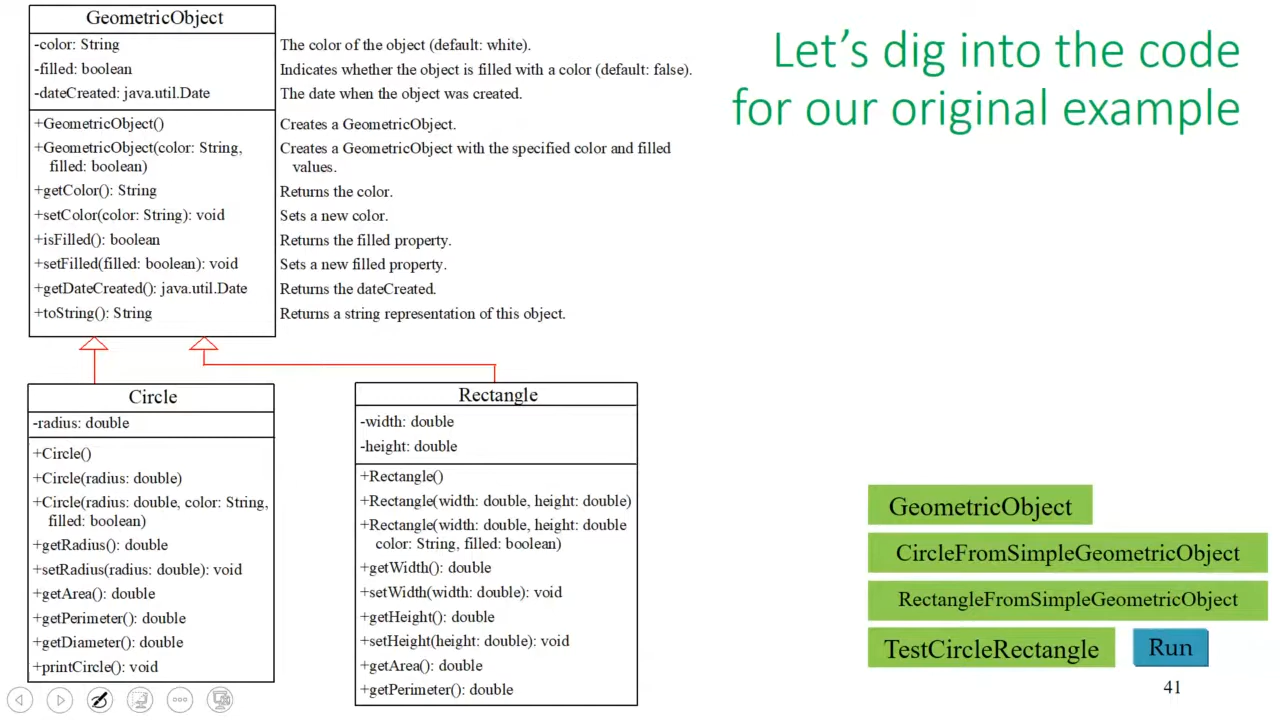 Let's dig into the code
for our original example
GeometricObject
-color: String The color of the object (default: white).
-filled: boolean Indicates whether the object is filled with a color (default: false).
-dateCreated: java.util.Date The date when the object was created.
+GeometricObject() Creates a GeometricObject.
+GeometricObject(color: String, Creates a GeometricObject with the specified color and filled
filled: boolean) values.
+getColor(): String Returns the color.
+setColor(color: String): void Sets a new color.
+isFilled(): boolean Returns the filled property.
+setFilled(filled: boolean): void Sets a new filled property.
+getDateCreated(): java.util.Date Returns the dateCreated.
+toString(): String Returns a string representation of this object.
Circle
-radius: double
+Circle()
+Circle(radius: double)
+Circle(radius: double, color: String,
filled: boolean)
+getRadius(): double
+setRadius(radius: double): void
+getArea(): double
+getPerimeter(): double
+getDiameter(): double
+printCircle(): void
Rectangle
-width: double
-height: double
+Rectangle()
+Rectangle(width: double, height: double)
+Rectangle(width: double, height: double
color: String, filled: boolean)
+getWidth(): double
+setWidth(width: double): void
+getHeight(): double
+setHeight(height: double): void
+getArea(): double
+getPerimeter(): double
GeometricObject
CircleFromSimpleGeometricObject
RectangleFromSimpleGeometricObject
TestCircleRectangle Run
41